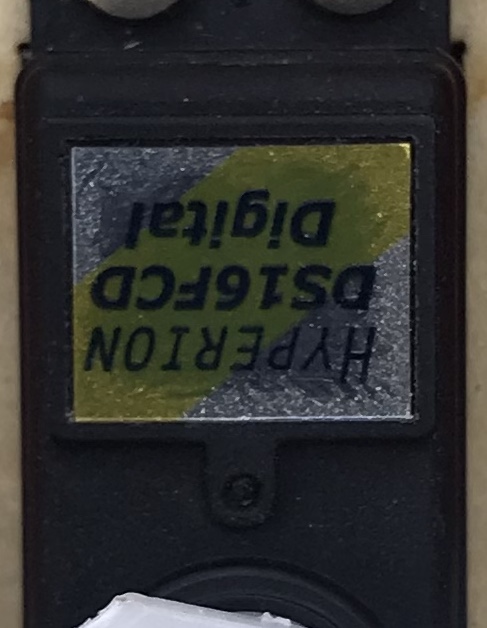 HYPERION
DS16FCD
Digital